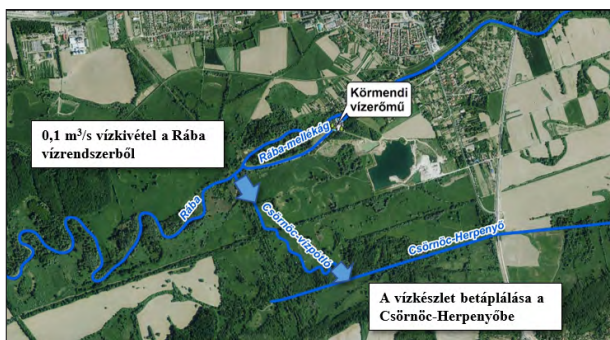 Körmendi
vízerőmű
0,1 m³/s vízkivétel a Rába
vízrendszerből
Rába-mellékág
Rába
Csörnöc-vízpótló
Csörnöc-Herpenyő
A vízkészlet betáplálása a
Csörnöc-Herpenyőbe